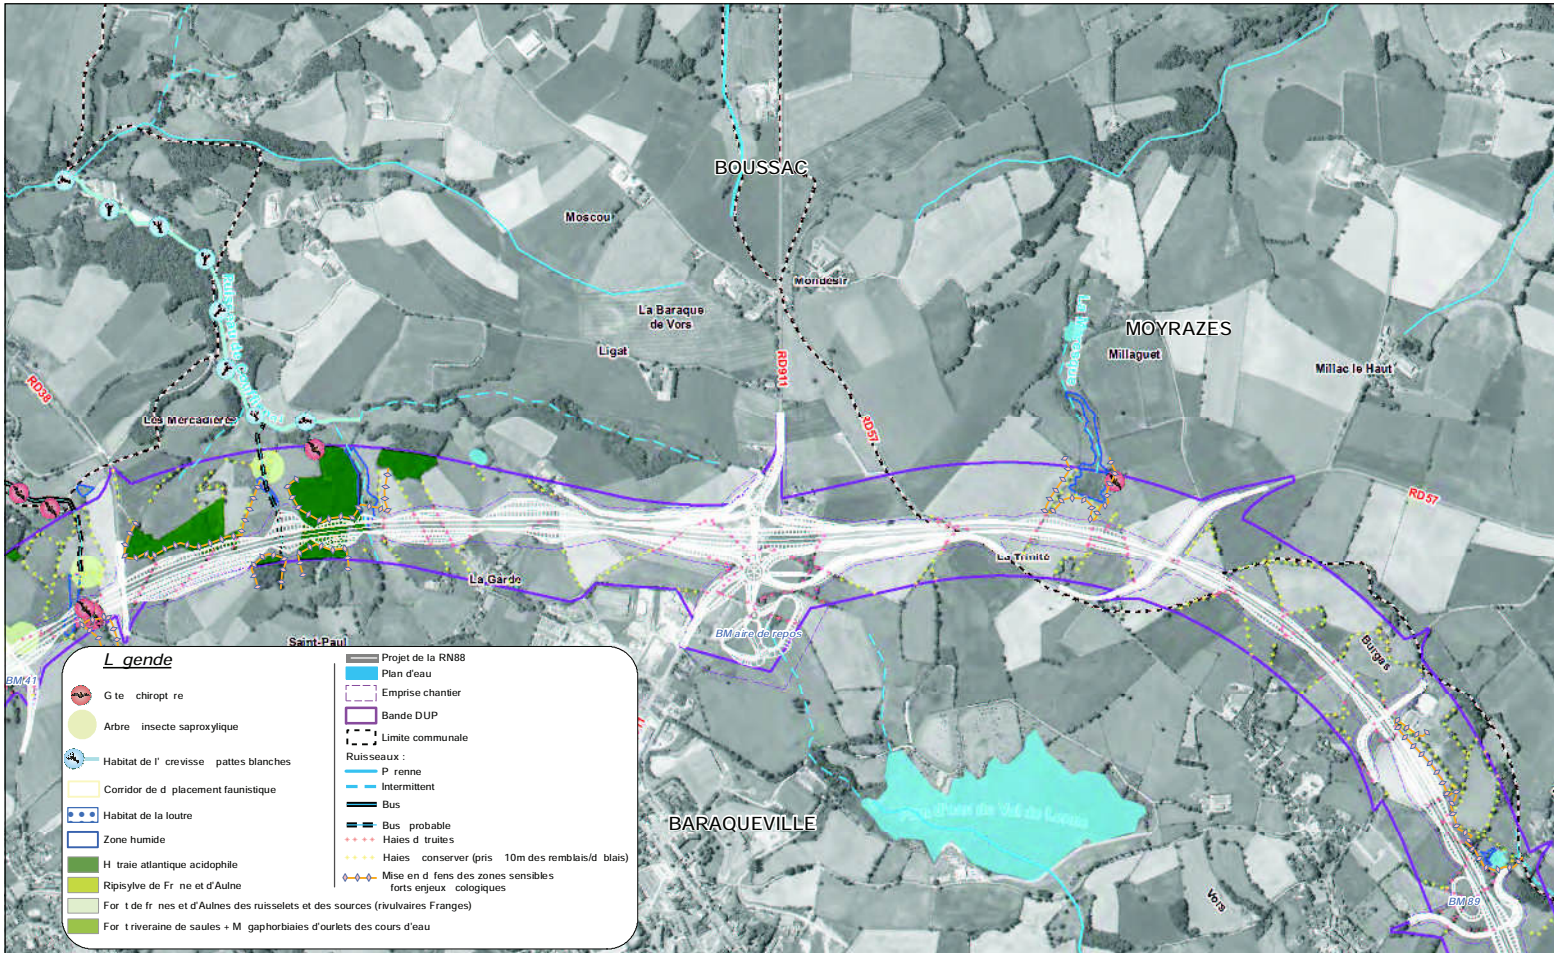 BOUSSAC
Moscou
Mondésir
La Baraque
de Vors
Ligat
MOYRAZES
Millaguet
Millac le Haut
RD911
RD38
Les Mercadières
RD57
RD57
La Trinité
La Garde
Saint-Paul
BM aire de repos
Burgas
BM 41
BARAQUEVILLE
Vors
BM 89
L gende
G te chiropt re
Arbre insecte saproxylique
Habitat de l' crevisse pattes blanches
Corridor de d placement faunistique
Habitat de la loutre
Zone humide
H traie atlantique acidophile
Ripisylve de Fr ne et d'Aulne
For t de fr nes et d'Aulnes des ruisselets et des sources (rivulvaires Franges)
For t riveraine de saules + M gaphorbiaies d'ourlets des cours d'eau
Projet de la RN88
Plan d'eau
Emprise chantier
Bande DUP
Limite communale
Ruisseaux :
P renne
Intermittent
Bus
Bus probable
Haies d truites
Haies conserver (pris 10m des remblais/d blais)
Mise en d fens des zones sensibles
forts enjeux cologiques